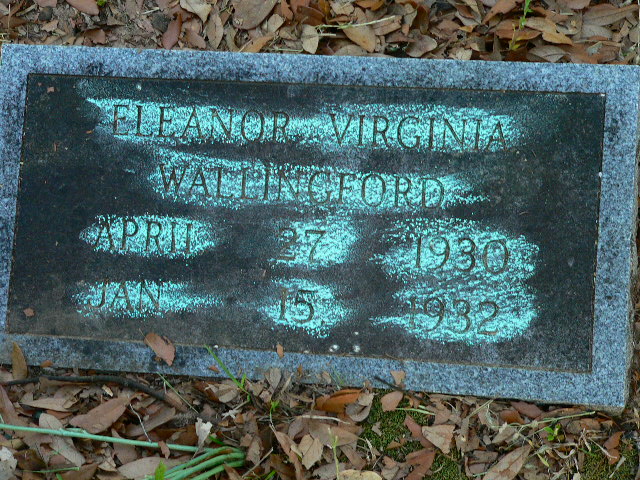 ELEANOR VIRGINIA
WALLINGFORD
APRIL 27 1930
JAN 15 1932